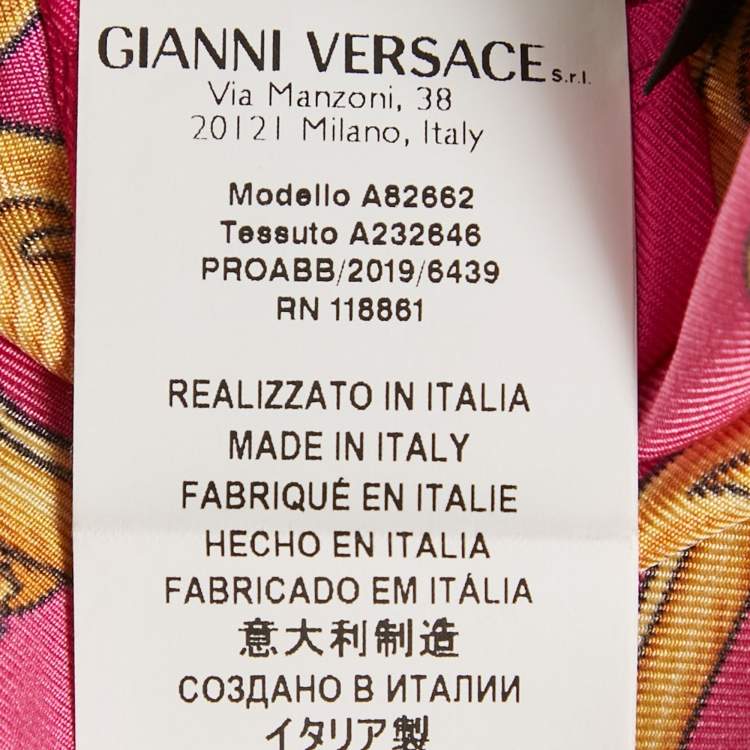 GIANNI VERSACE s.r.l.
Via Manzoni, 38
20121 Milano, Italy
Modello A82662
Tessuto A232646
PROABB/2019/6439
RN 118861
REALIZZATO IN ITALIA
MADE IN ITALY
FABRIQUÉ EN ITALIE
HECHO EN ITALIA
FABRICADO EM ITÁLIA
意大利制造
СОЗДАНО В ИТАЛИИ
イタリア製